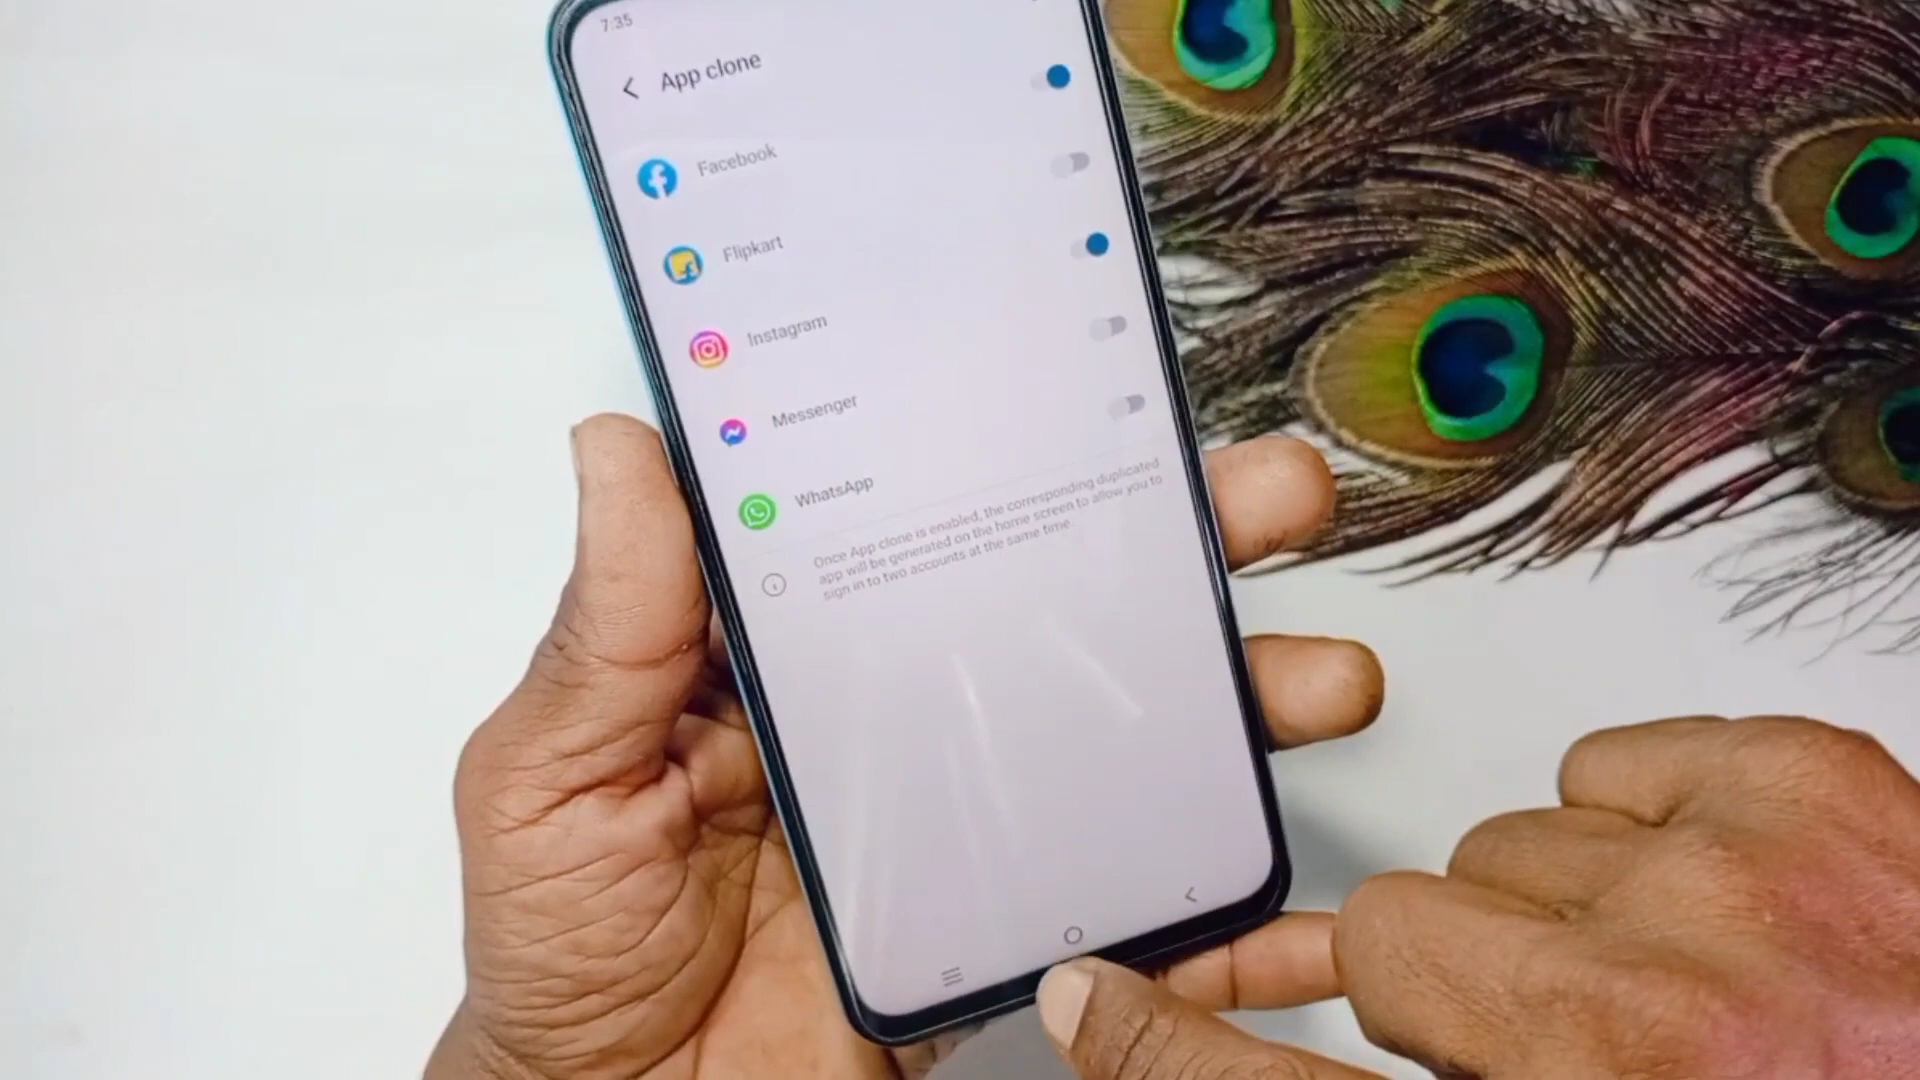 7:35
App clone
Facebook
Flipkart
Instagram
Messenger
WhatsApp
Once App clone is enabled, the corresponding duplicated
app will be generated on the home screen to allow you to
sign in to two accounts at the same time